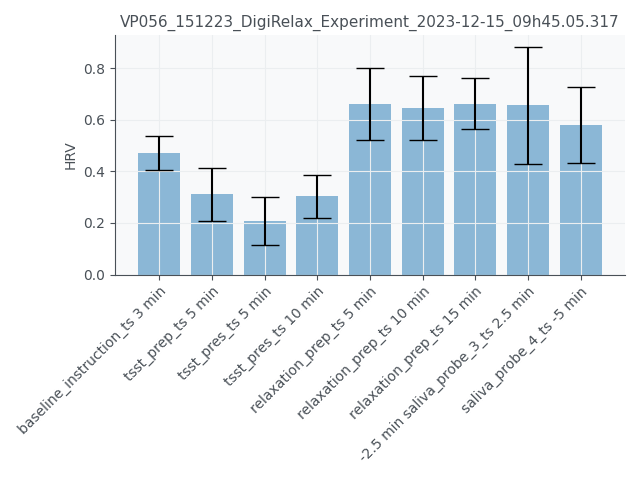 VP056_151223_DigiRelax_Experiment_2023-12-15_09h45.05.317
HRV
0.8
0.6
0.4
0.2
0.0
baseline_instruction_ts 3 min
tsst_prep_ts 5 min
tsst_pres_ts 5 min
tsst_pres_ts 10 min
relaxation_prep_ts 5 min
relaxation_prep_ts 10 min
relaxation_prep_ts 15 min
-2.5 min saliva_probe_3_ts 2.5 min
saliva_probe_4_ts -5 min